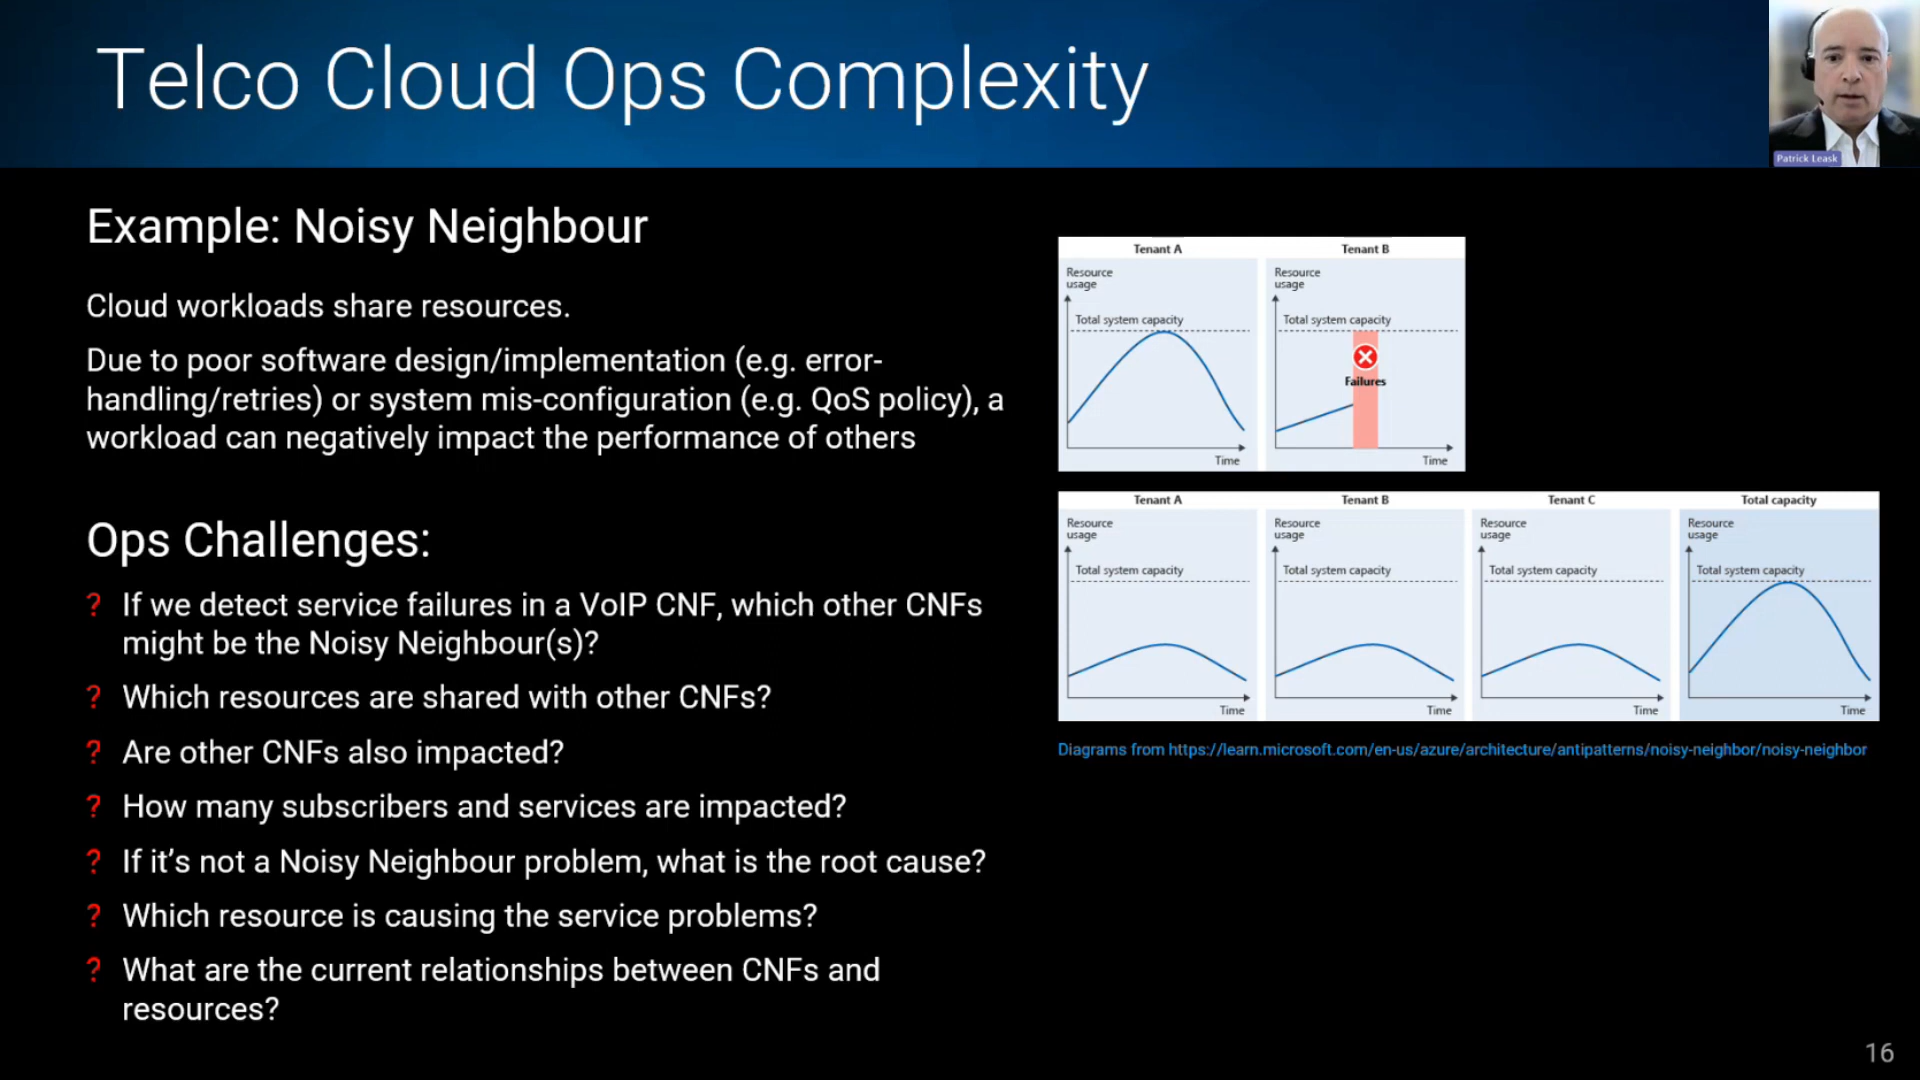 Telco Cloud Ops Complexity
Patrick Leask
Example: Noisy Neighbour
Cloud workloads share resources.
Due to poor software design/implementation (e.g. error-
handling/retries) or system mis-configuration (e.g. QoS policy), a
workload can negatively impact the performance of others
Ops Challenges:
? If we detect service failures in a VoIP CNF, which other CNFs
might be the Noisy Neighbour(s)?
? Which resources are shared with other CNFs?
? Are other CNFs also impacted?
? How many subscribers and services are impacted?
? If it’s not a Noisy Neighbour problem, what is the root cause?
? Which resource is causing the service problems?
? What are the current relationships between CNFs and
resources?
Tenant A
Resource
usage
Total system capacity
Time
Tenant B
Resource
usage
Total system capacity
Failures
Time
Tenant A
Resource
usage
Total system capacity
Time
Tenant B
Resource
usage
Total system capacity
Time
Tenant C
Resource
usage
Total system capacity
Time
Total capacity
Resource
usage
Total system capacity
Time
Diagrams from https://learn.microsoft.com/en-us/azure/architecture/antipatterns/noisy-neighbor/noisy-neighbor
16